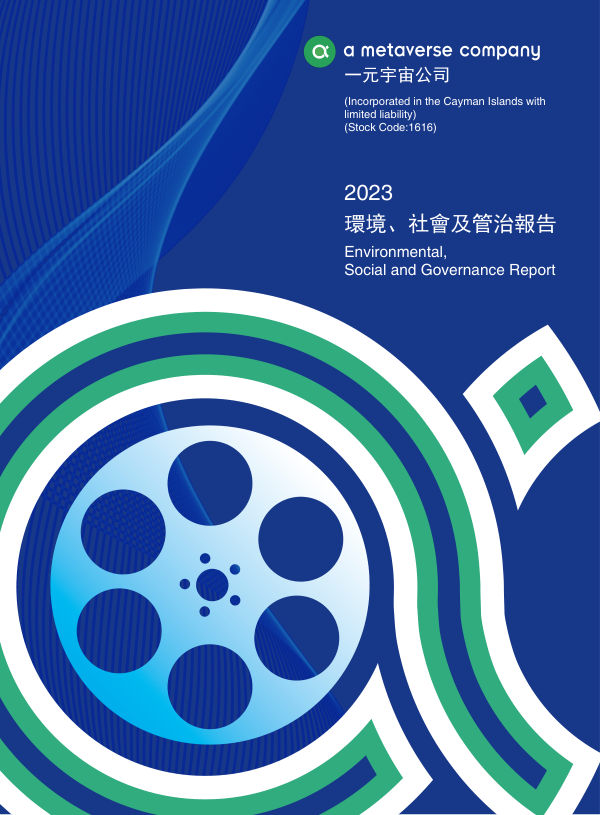 a metaverse company
一元宇宙公司
(Incorporated in the Cayman Islands with
limited liability)
(Stock Code:1616)
2023
環境、社會及管治報告
Environmental,
Social and Governance Report